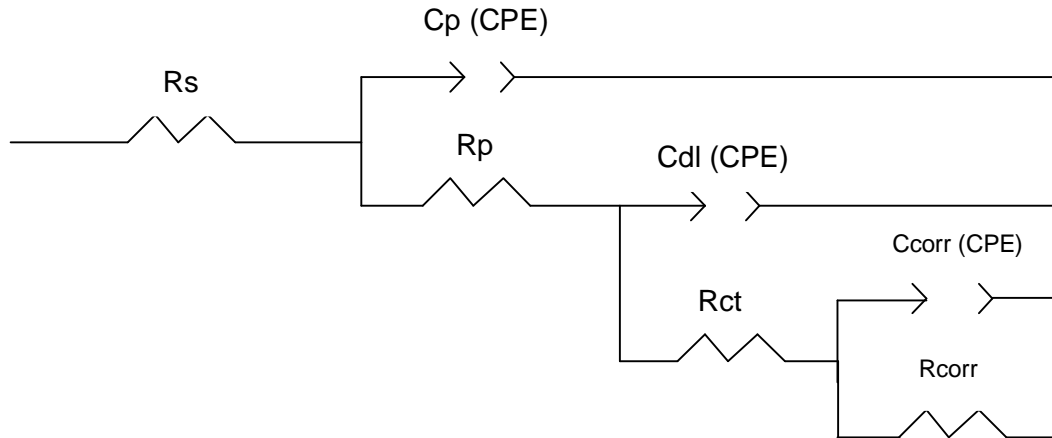 Cp (CPE)
Rs
Rp
Cdl (CPE)
Ccorr (CPE)
Rct
Rcorr